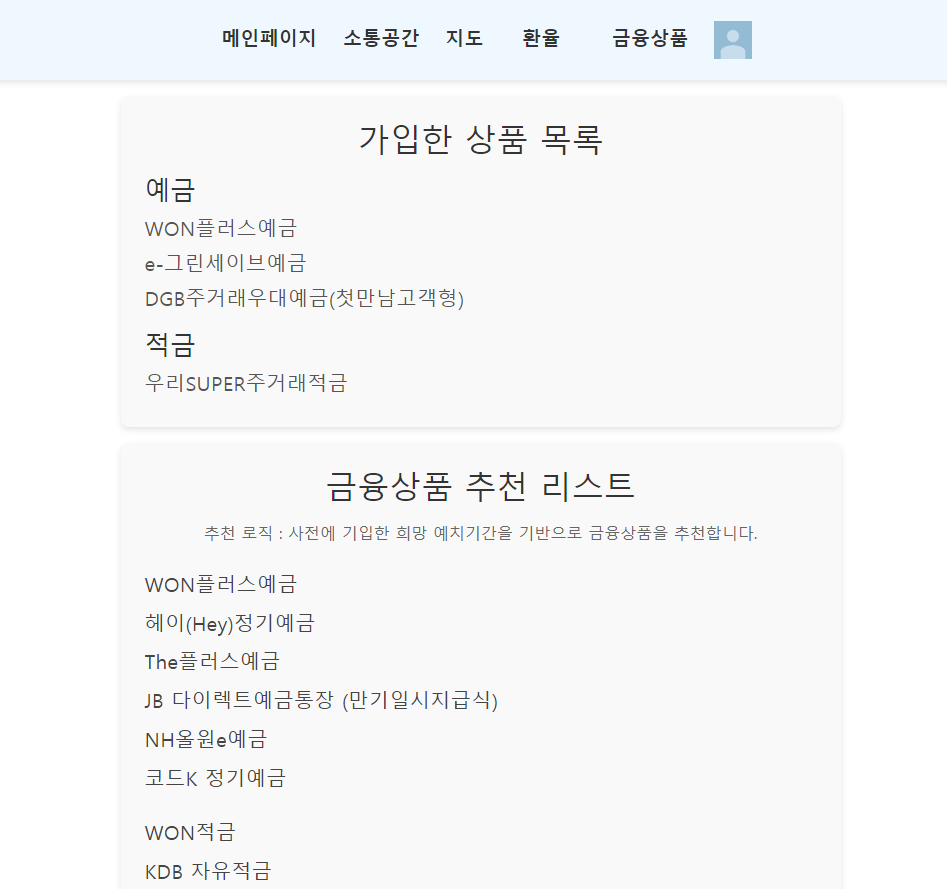 메인페이지 소통공간 지도 환율 금융상품
가입한 상품 목록
예금
WON플러스예금
e-그린세이브예금
DGB주거래우대예금(첫만남고객형)
적금
우리SUPER주거래적금
금융상품 추천 리스트
추천 로직 : 사전에 기입한 희망 예치기간을 기반으로 금융상품을 추천합니다.
WON플러스예금
헤이(Hey)정기예금
The플러스예금
JB 다이렉트예금통장 (만기일시지급식)
NH올원e예금
코드K 정기예금
WON적금
KDB 자유적금